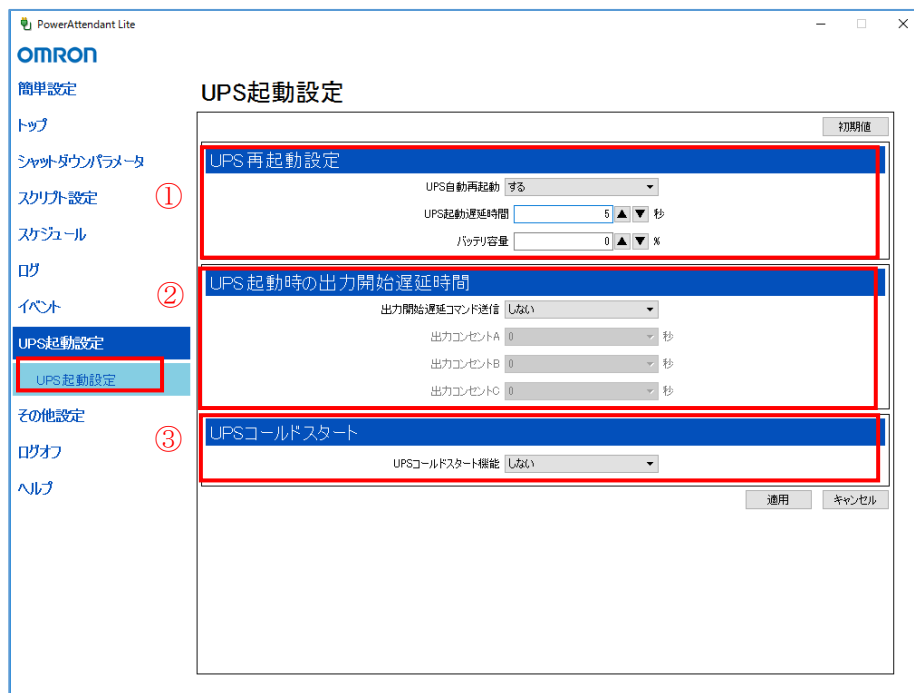 PowerAttendant Lite
OMRON
簡単設定
トップ
シャットダウンパラメータ
スクリプト設定
スケジュール
ログ
イベント
UPS起動設定
UPS起動設定
その他設定
ログオフ
ヘルプ
①
②
③
UPS起動設定
初期値
UPS再起動設定
UPS自動再起動 する
UPS起動遅延時間 5 ▲ ▼ 秒
バッテリ容量 0 ▲ ▼ %
UPS起動時の出力開始遅延時間
出力開始遅延コマンド送信 しない
出力コンセントA 0 秒
出力コンセントB 0 秒
出力コンセントC 0 秒
UPSコールドスタート
UPSコールドスタート機能 しない
適用 キャンセル